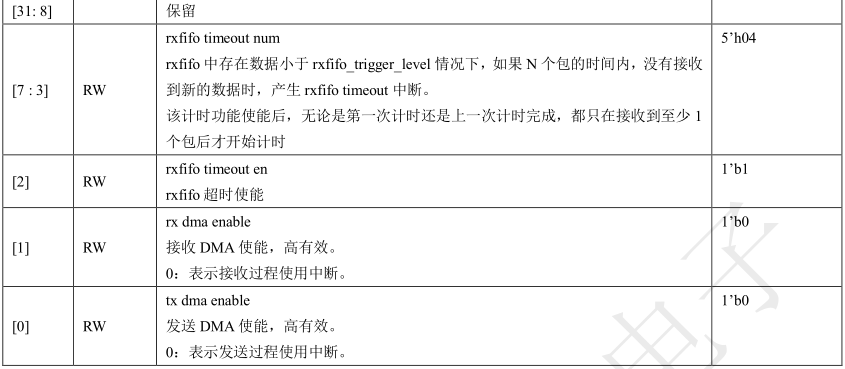 [31: 8] 保留
rxfifo timeout num 5’h04
rxfifo 中存在数据小于 rxfifo_trigger_level 情况下，如果 N 个包的时间内，没有接收
[7 : 3] RW 到新的数据时，产生 rxfifo timeout 中断。
该计时功能使能后，无论是第一次计时还是上一次计时完成，都只在接收到至少 1
个包后才开始计时
rxfifo timeout en 1’b1
[2] RW
rxfifo 超时使能
rx dma enable 1’b0
[1] RW 接收 DMA 使能，高有效。
0：表示接收过程使用中断。
tx dma enable 1’b0
[0] RW 发送 DMA 使能，高有效。
0：表示发送过程使用中断。
电子